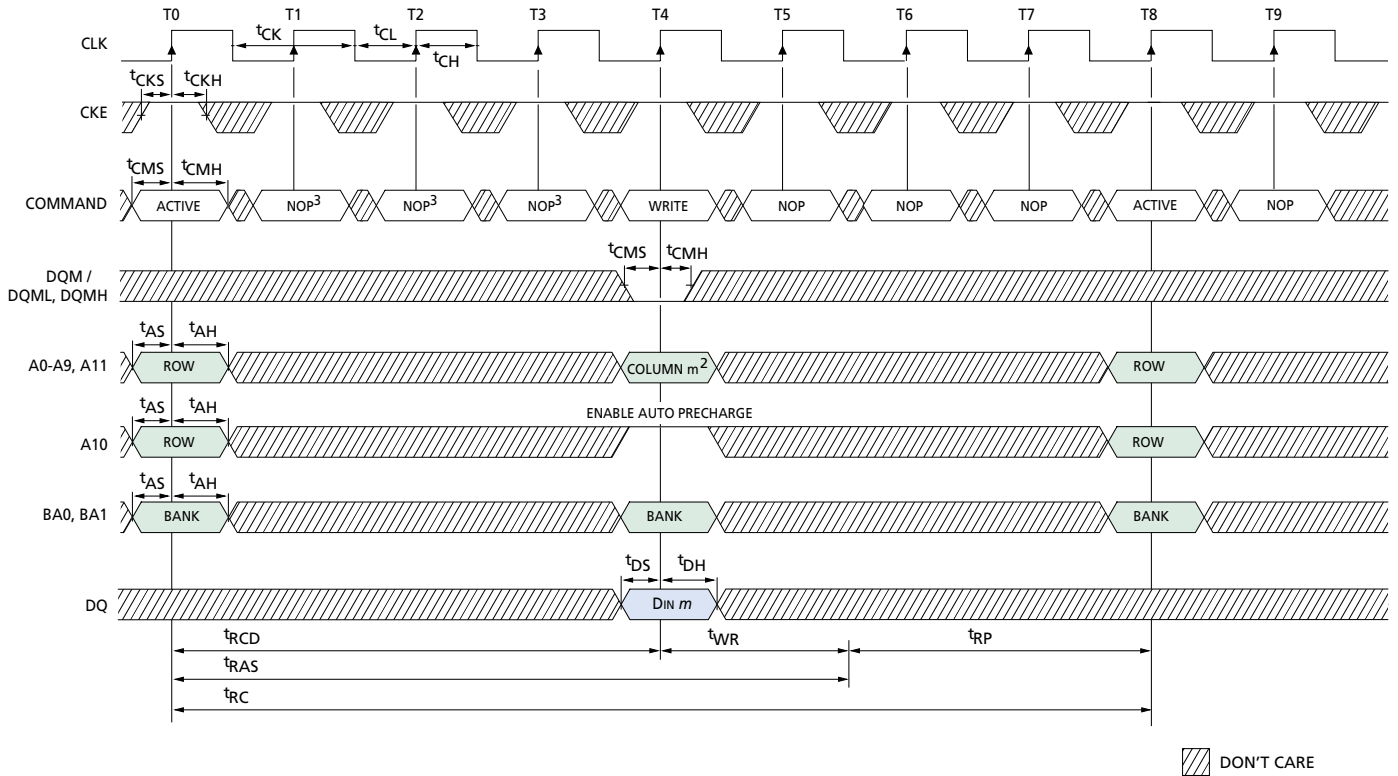 T0 T1 T2 T3 T4 T5 T6 T7 T8 T9
CLK
tCK tCL
tCH
tCKS tCKH
CKE
tCMS tCMH
COMMAND ACTIVE NOP3 NOP3 NOP3 WRITE NOP NOP NOP ACTIVE NOP
tCMS tCMH
DQM /
DQML, DQMH
tAS tAH
A0-A9, A11 ROW COLUMN m2 ROW
tAS tAH
ENABLE AUTO PRECHARGE
A10 ROW ROW
tAS tAH
BA0, BA1 BANK BANK BANK
tDS tDH
DQ DIN m
tRCD tWR tRP
tRAS
tRC
DON'T CARE